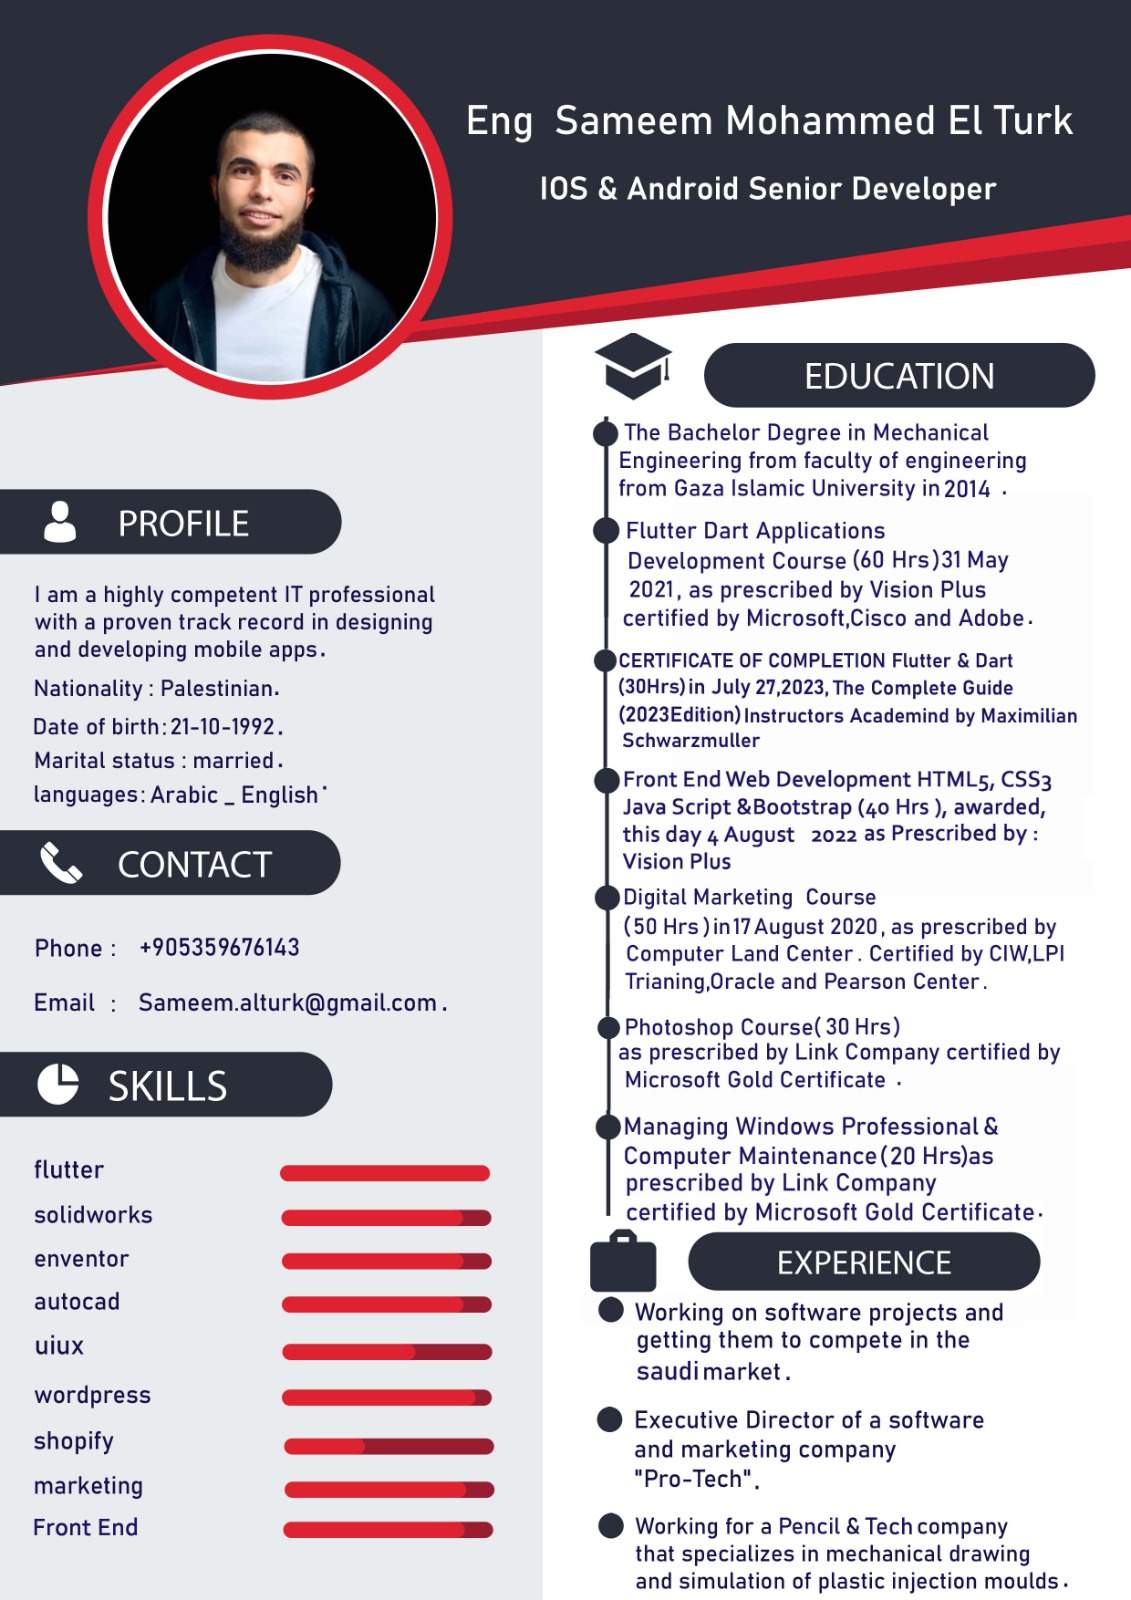 Eng Sameem Mohammed El Turk
IOS & Android Senior Developer
PROFILE
I am a highly competent IT professional
with a proven track record in designing
and developing mobile apps.
Nationality : Palestinian.
Date of birth: 21-10-1992.
Marital status : married.
languages: Arabic _ English.
CONTACT
Phone : +905359676143
Email : Sameem.alturk@gmail.com.
SKILLS
flutter
solidworks
enventor
autocad
uiux
wordpress
shopify
marketing
Front End
EDUCATION
The Bachelor Degree in Mechanical
Engineering from faculty of engineering
from Gaza Islamic University in 2014 .
Flutter Dart Applications
Development Course (60 Hrs) 31 May
2021, as prescribed by Vision Plus
certified by Microsoft,Cisco and Adobe.
CERTIFICATE OF COMPLETION Flutter & Dart
(30Hrs) in July 27,2023, The Complete Guide
(2023Edition) Instructors Academind by Maximilian
Schwarzmuller
Front End Web Development HTML5, CSS3
Java Script &Bootstrap (40 Hrs ), awarded,
this day 4 August 2022 as Prescribed by :
Vision Plus
Digital Marketing Course
(50 Hrs) in 17 August 2020, as prescribed by
Computer Land Center. Certified by CIW,LPI
Trianing,Oracle and Pearson Center.
Photoshop Course( 30 Hrs)
as prescribed by Link Company certified by
Microsoft Gold Certificate .
Managing Windows Professional &
Computer Maintenance (20 Hrs)as
prescribed by Link Company
certified by Microsoft Gold Certificate.
EXPERIENCE
Working on software projects and
getting them to compete in the
saudi market.
Executive Director of a software
and marketing company
"Pro-Tech".
Working for a Pencil & Tech company
that specializes in mechanical drawing
and simulation of plastic injection moulds.